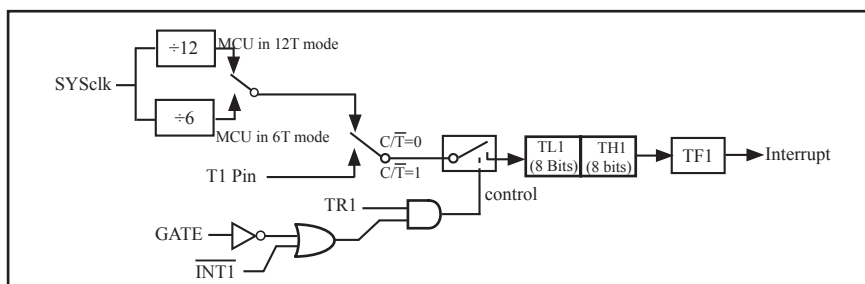 ÷12
MCU in 12T mode
SYSclk
÷6
MCU in 6T mode
C/T̅=0
C/T̅=1
T1 Pin
TL1
(8 Bits)
TH1
(8 bits)
TF1
Interrupt
control
TR1
GATE
I̅N̅T̅1̅